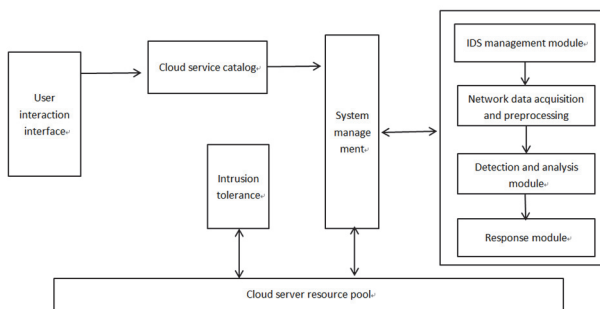 User
interaction
interface
Cloud service catalog
System
manage
ment
Intrusion
tolerance
IDS management module
Network data acquisition
and preprocessing
Detection and analysis
module
Response module
Cloud server resource pool